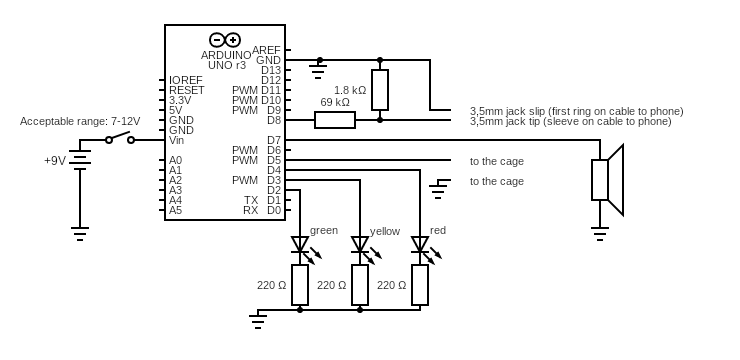 ARDUINO
UNO r3
AREF
GND
D13
D12
PWM D11
PWM D10
PWM D9
D8
D7
PWM D6
PWM D5
D4
PWM D3
D2
TX D1
RX D0
IOREF
RESET
3.3V
5V
GND
GND
Vin
A0
A1
A2
A3
A4
A5
Acceptable range: 7-12V
+9V
1.8 kΩ
69 kΩ
3,5mm jack slip (first ring on cable to phone)
3,5mm jack tip (sleeve on cable to phone)
to the cage
to the cage
green
yellow
red
220 Ω
220 Ω
220 Ω